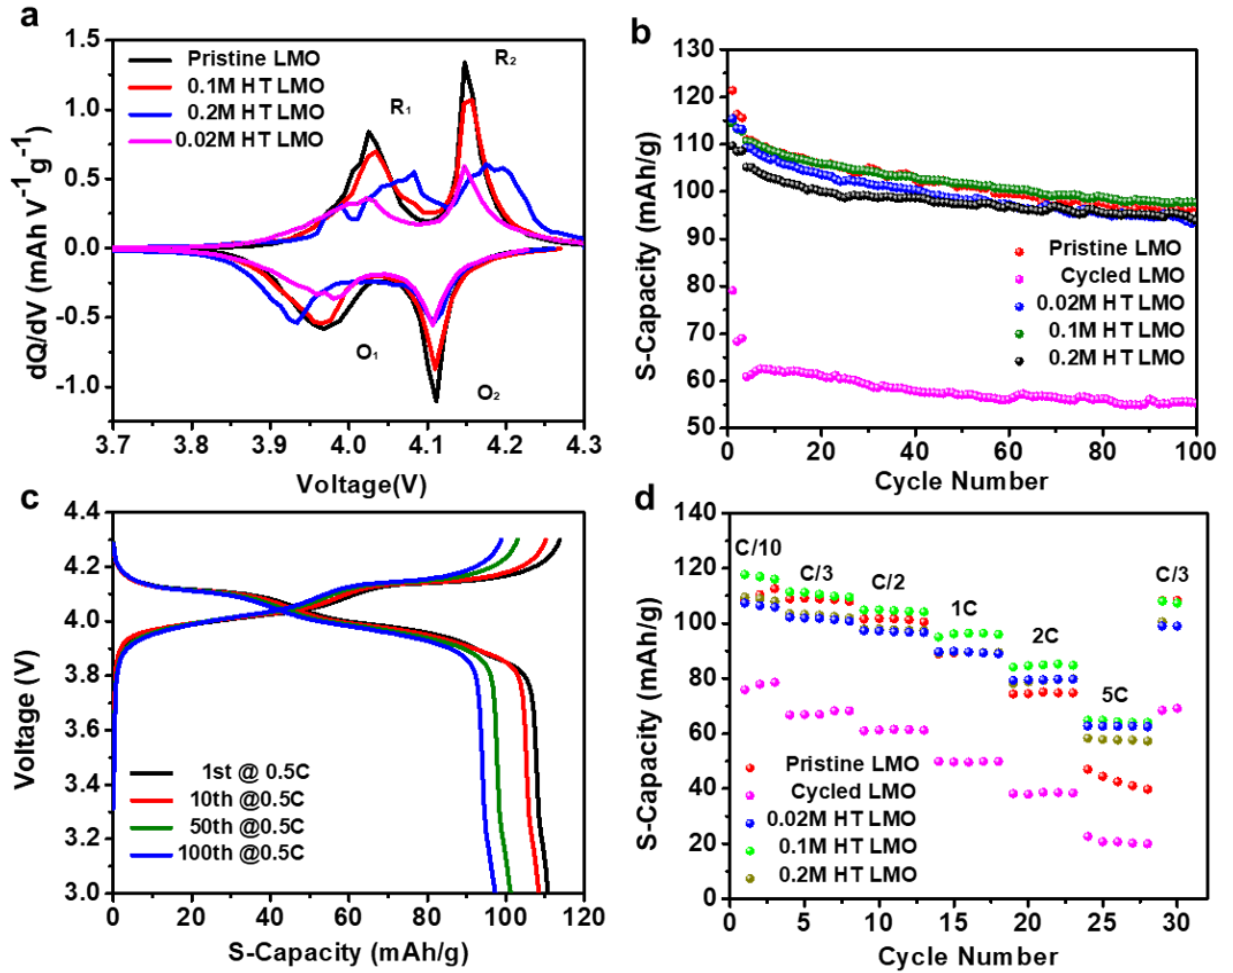 a
1.5
1.0
0.5
0.0
-0.5
-1.0
dQ/dV (mAh V-1g-1)
Pristine LMO
0.1M HT LMO
0.2M HT LMO
0.02M HT LMO
R1
R2
O1
O2
3.7 3.8 3.9 4.0 4.1 4.2 4.3
Voltage(V)
b
130
120
110
100
90
80
70
60
50
S-Capacity (mAh/g)
Pristine LMO
Cycled LMO
0.02M HT LMO
0.1M HT LMO
0.2M HT LMO
0 20 40 60 80 100
Cycle Number
c
4.4
4.2
4.0
3.8
3.6
3.4
3.2
3.0
Voltage (V)
1st @ 0.5C
10th @0.5C
50th @0.5C
100th @0.5C
0 20 40 60 80 100 120
S-Capacity (mAh/g)
d
140
120
100
80
60
40
20
0
S-Capacity (mAh/g)
C/10
C/3
C/2
1C
2C
5C
C/3
Pristine LMO
Cycled LMO
0.02M HT LMO
0.1M HT LMO
0.2M HT LMO
0 5 10 15 20 25 30
Cycle Number